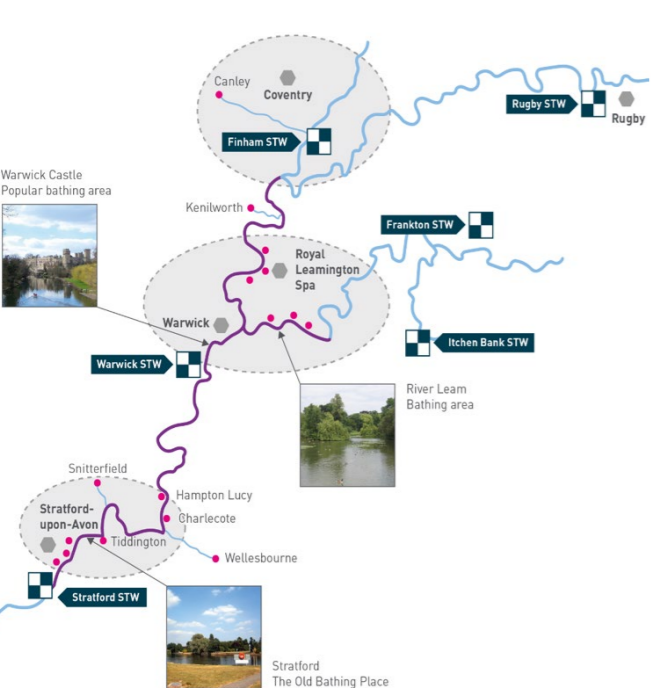 Canley
Coventry
Rugby STW
Rugby
Finham STW
Warwick Castle
Popular bathing area
Kenilworth
Frankton STW
Royal
Leamington
Spa
Warwick
Itchen Bank STW
Warwick STW
River Leam
Bathing area
Snitterfield
Hampton Lucy
Stratford-
upon-Avon
Charlecote
Tiddington
Wellesbourne
Stratford STW
Stratford
The Old Bathing Place